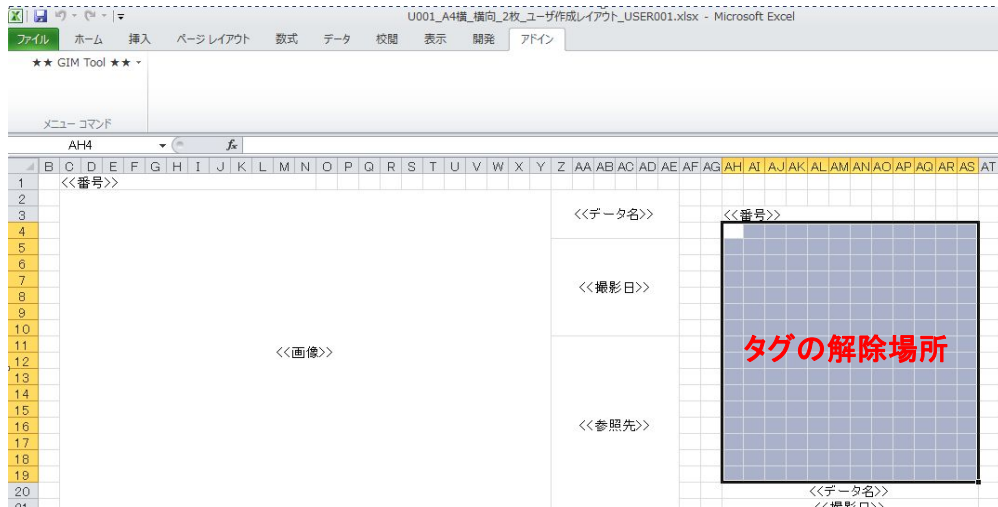 U001_A4横_横向_2枚_ユーザ作成レイアウト_USER001.xlsx - Microsoft Excel
ファイル ホーム 挿入 ページ レイアウト 数式 データ 校閲 表示 開発 アドイン
★★ GIM Tool ★★
メニュー コマンド
AH4 fx
B C D E F G H I J K L M N O P Q R S T U V W X Y Z AA AB AC AD AE AF AG AH AI AJ AK AL AM AN AO AP AQ AR AS AT
1 <<番号>>
2
3 <<データ名>> <<番号>>
4
5
6
7 <<撮影日>>
8
9
10
11 <<画像>> タグの解除場所
12
13
14
15
16 <<参照先>>
17
18
19
20 <<データ名>>
21 <<撮影日>>